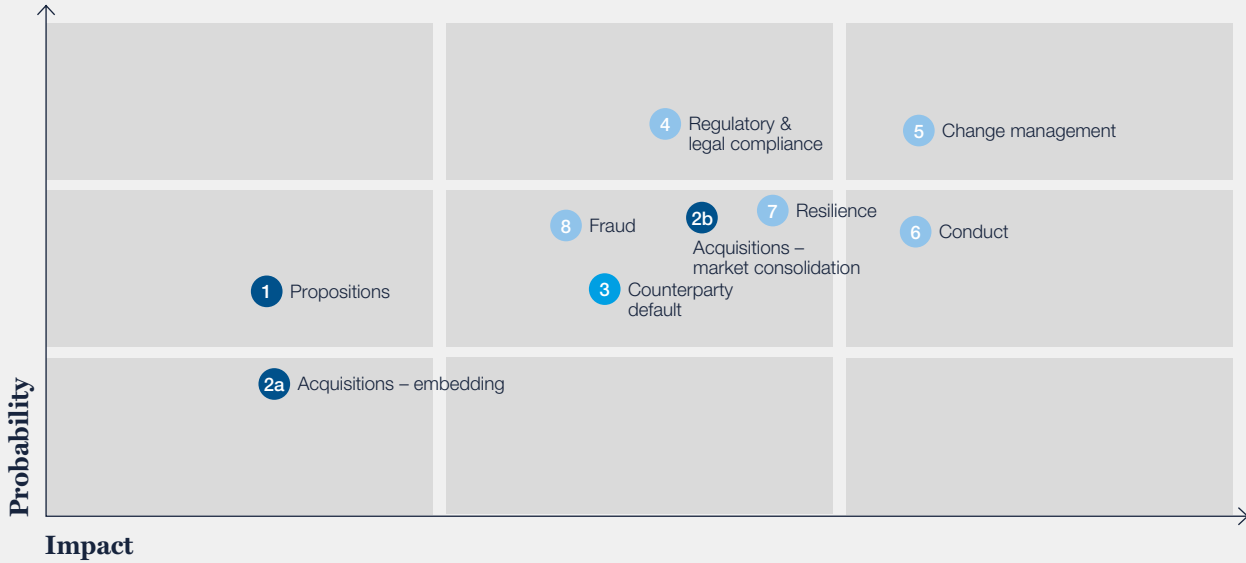 4
Regulatory &
legal compliance
5
Change management
8
Fraud
2b
Acquisitions –
market consolidation
7
Resilience
6
Conduct
1
Propositions
3
Counterparty
default
2a
Acquisitions – embedding
Probability
Impact